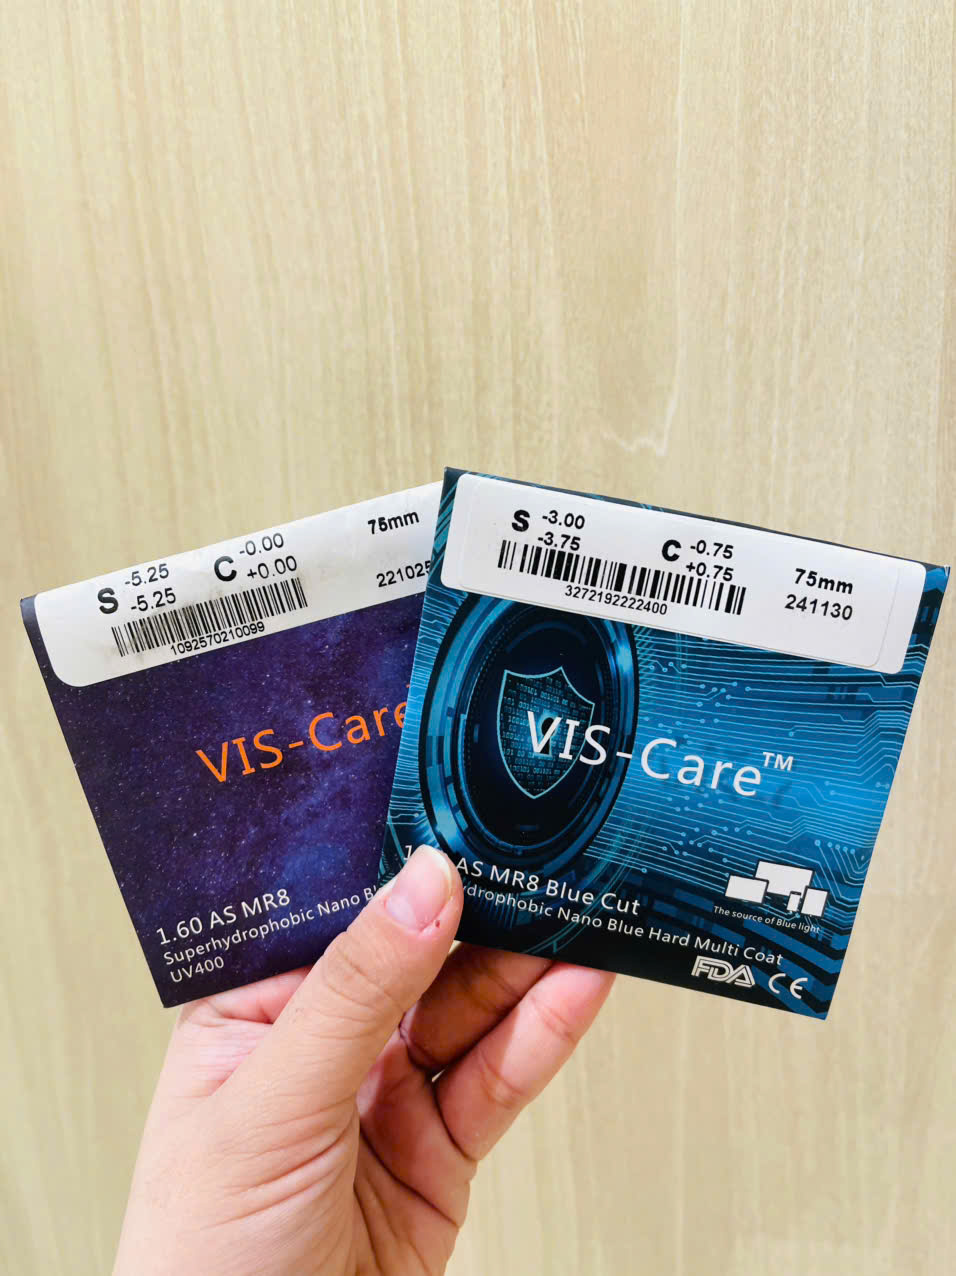 S -5.25
-5.25
C -0.00
+0.00
75mm
221025
1092570210099
VIS-Care
1.60 AS MR8
Superhydrophobic Nano
UV400
S -3.00
-3.75
C -0.75
+0.75
75mm
241130
3272192222400
VIS-Care™
AS MR8 Blue Cut
Nano Blue Hard Multi Coat
The source of Blue light
FDA CE